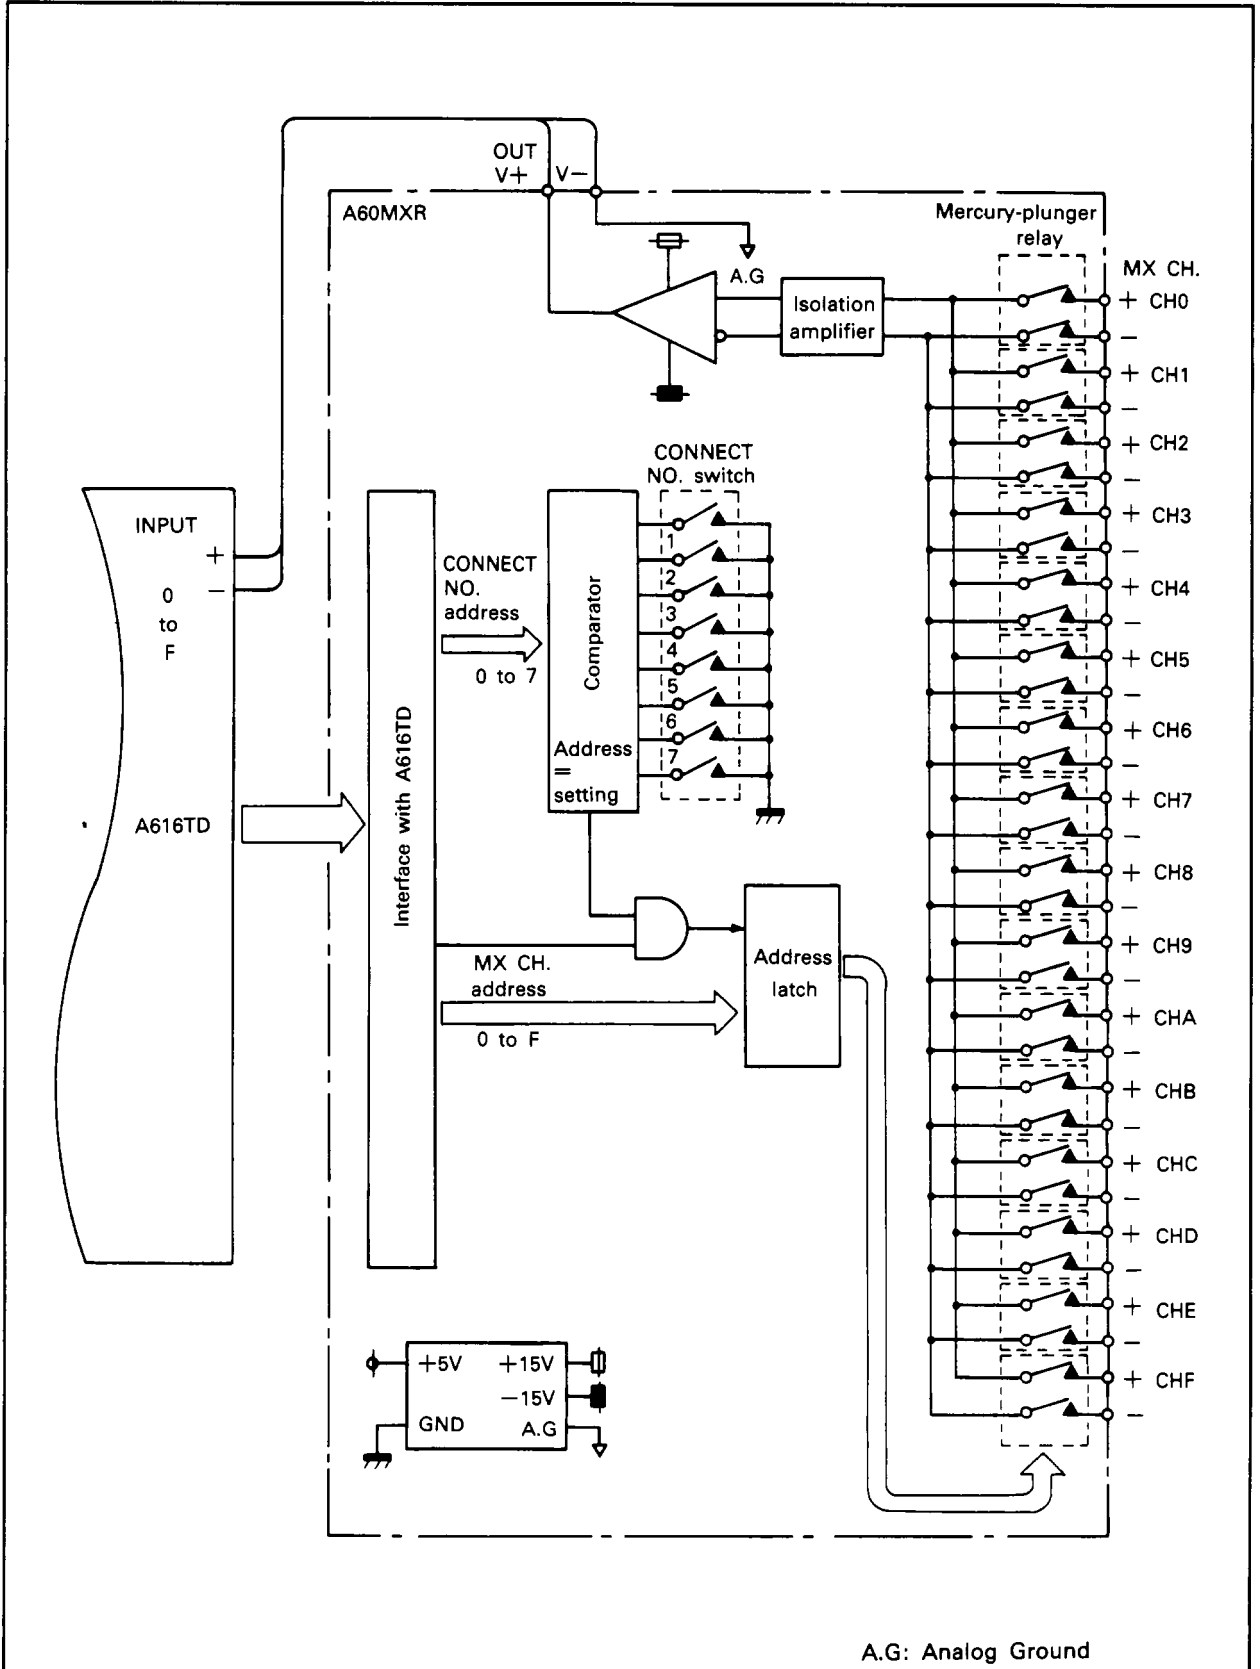 OUT
V+ V−
A60MXR
Mercury-plunger
relay
MX CH.
A.G
Isolation
amplifier
+ CH0
−
+ CH1
−
+ CH2
−
+ CH3
−
+ CH4
−
+ CH5
−
+ CH6
−
+ CH7
−
+ CH8
−
+ CH9
−
+ CHA
−
+ CHB
−
+ CHC
−
+ CHD
−
+ CHE
−
+ CHF
−
CONNECT
NO. switch
1
2
3
4
5
6
7
INPUT
+
−
0
to
F
A616TD
Interface with A616TD
CONNECT
NO.
address
0 to 7
Comparator
Address
=
setting
MX CH.
address
0 to F
Address
latch
+5V +15V
−15V
GND A.G
A.G: Analog Ground